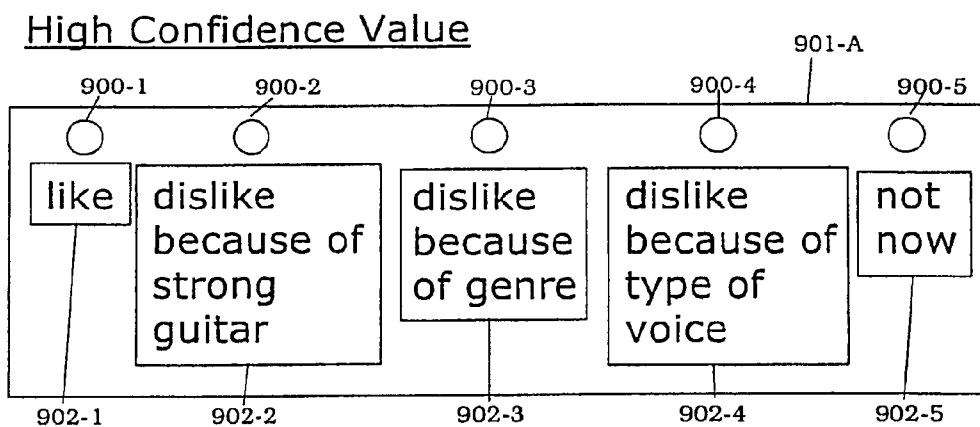 High Confidence Value
901-A
900-1 900-2 900-3 900-4 900-5
like
dislike
because of
strong
guitar
dislike
because
of genre
dislike
because of
type of
voice
not
now
902-1 902-2 902-3 902-4 902-5